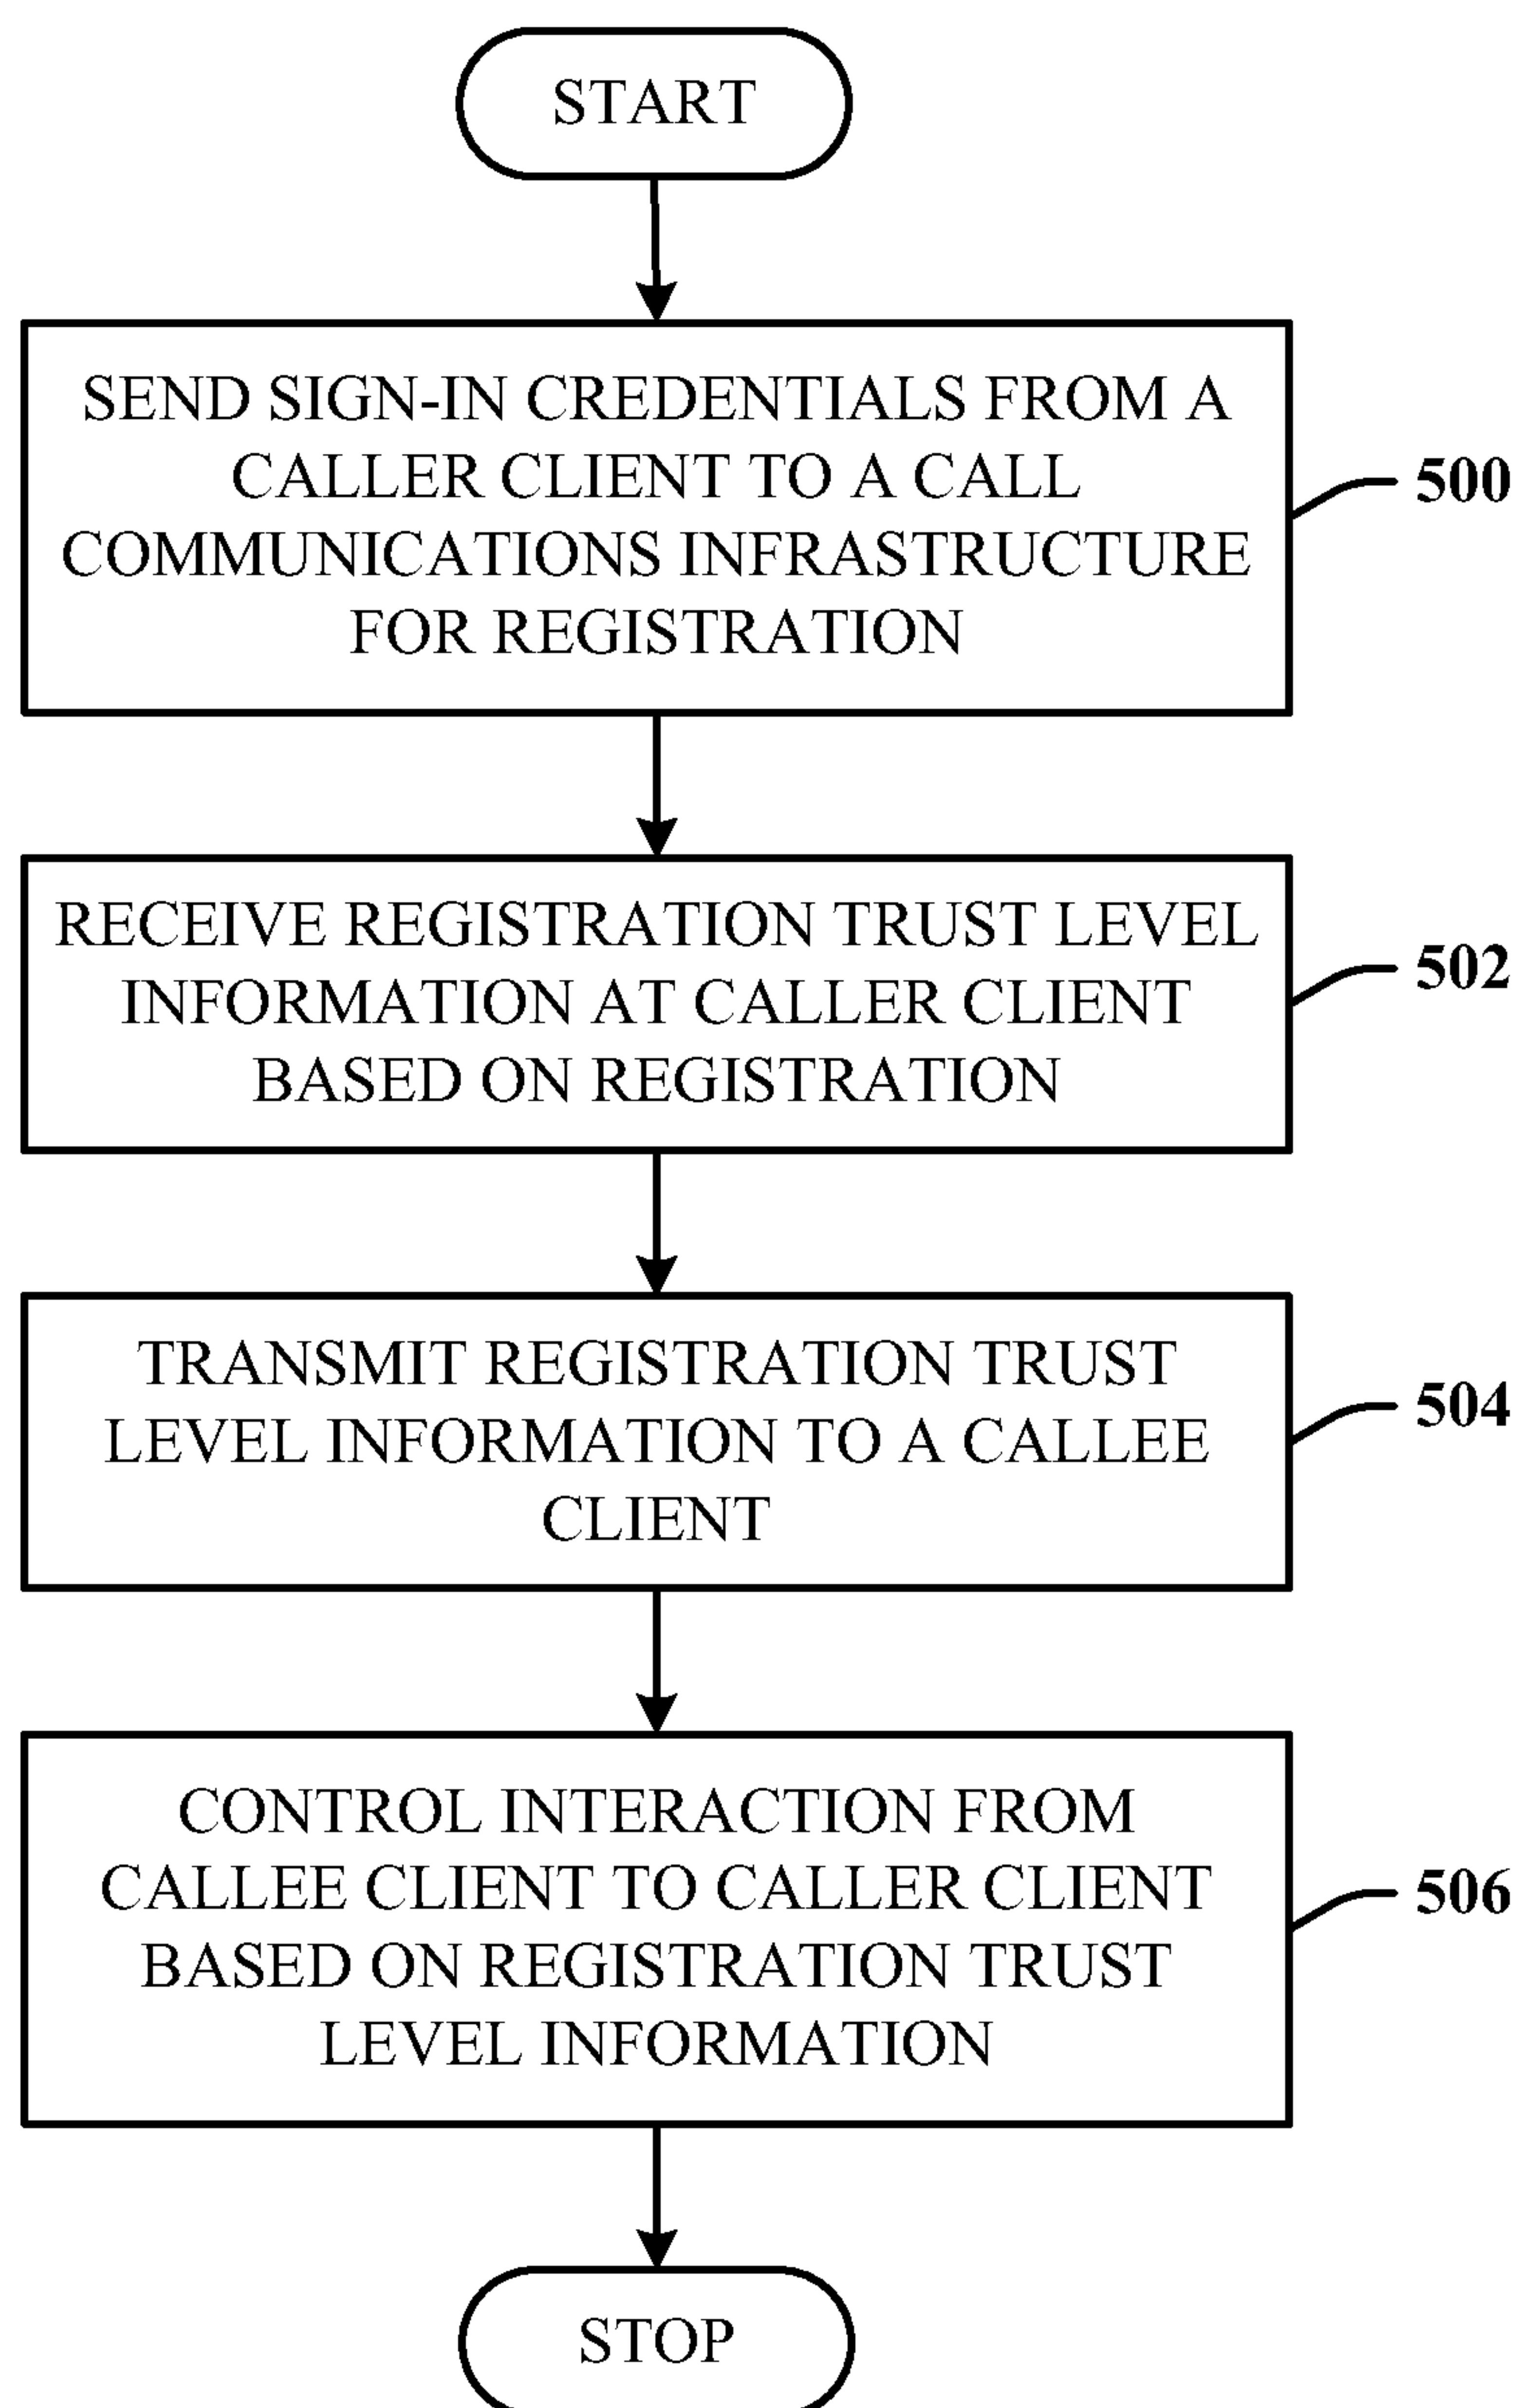 START
SEND SIGN-IN CREDENTIALS FROM A
CALLER CLIENT TO A CALL
COMMUNICATIONS INFRASTRUCTURE
FOR REGISTRATION
500
RECEIVE REGISTRATION TRUST LEVEL
INFORMATION AT CALLER CLIENT
BASED ON REGISTRATION
502
TRANSMIT REGISTRATION TRUST
LEVEL INFORMATION TO A CALLEE
CLIENT
504
CONTROL INTERACTION FROM
CALLEE CLIENT TO CALLER CLIENT
BASED ON REGISTRATION TRUST
LEVEL INFORMATION
506
STOP